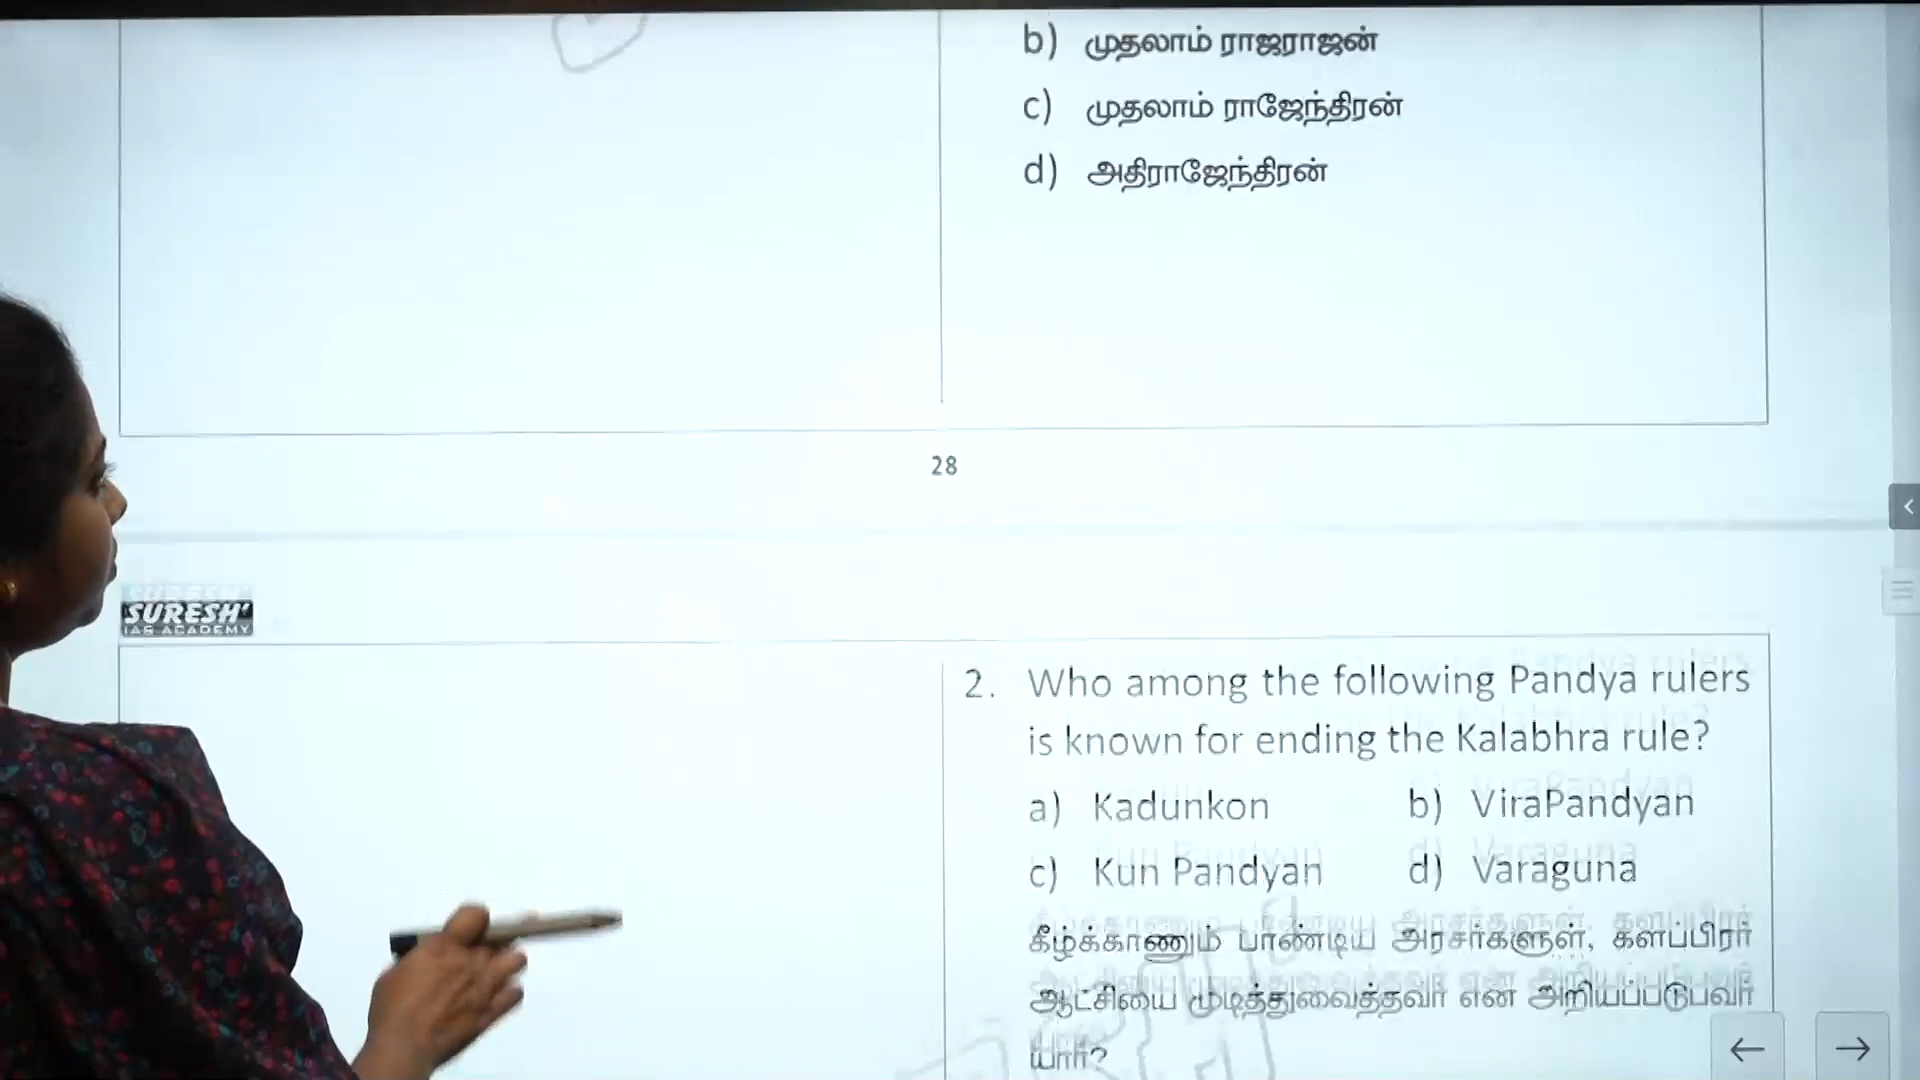 b) முதலாம் ராஜராஜன்
c) முதலாம் ராஜேந்திரன்
d) அதிராஜேந்திரன்
28
SURESH'
IAS ACADEMY
2. Who among the following Pandya rulers
is known for ending the Kalabhra rule?
a) Kadunkon b) ViraPandyan
c) Kun Pandyan d) Varaguna
கீழ்க்காணும் பாண்டிய அரசர்களுள், களப்பிரர்
ஆட்சியை முடித்துவைத்தவர் என அறியப்படுபவர்
யார்?